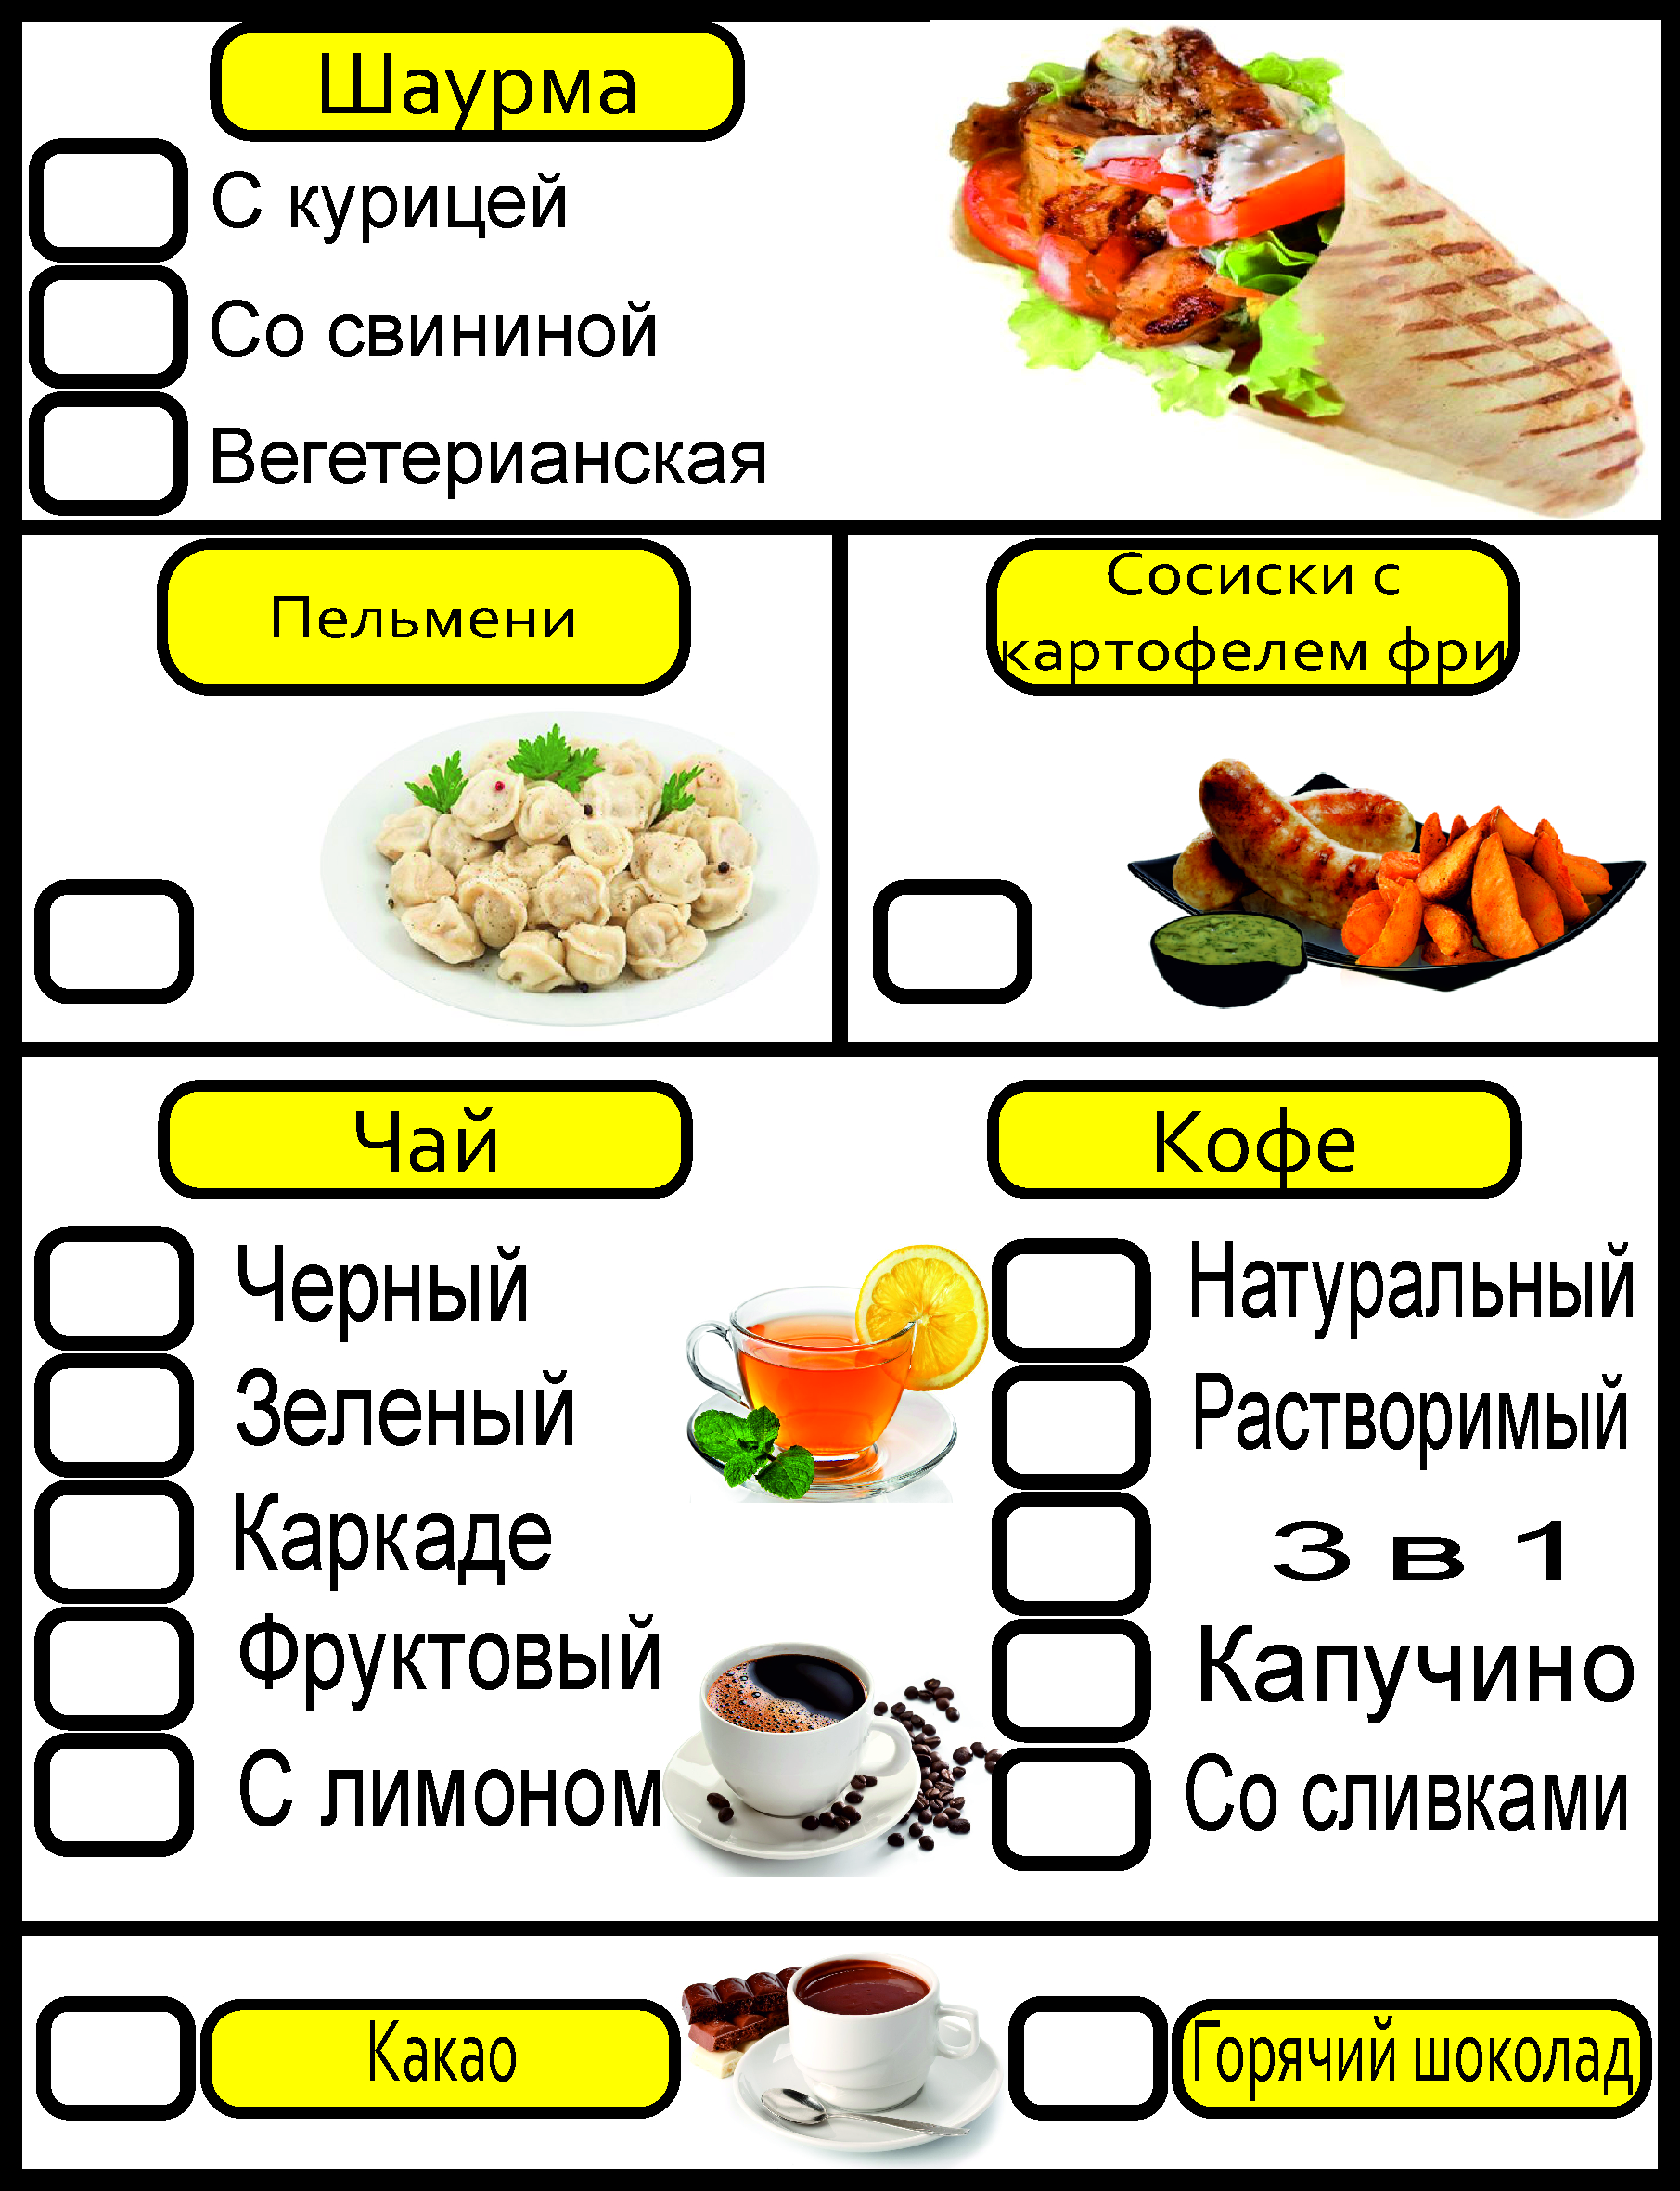 Шаурма
С курицей
Со свининой
Вегетерианская
Пельмени
Сосиски с
картофелем фри
Чай
Черный
Зеленый
Каркаде
Фруктовый
С лимоном
Кофе
Натуральный
Растворимый
3 в 1
Капучино
Со сливками
Какао
Горячий шоколад